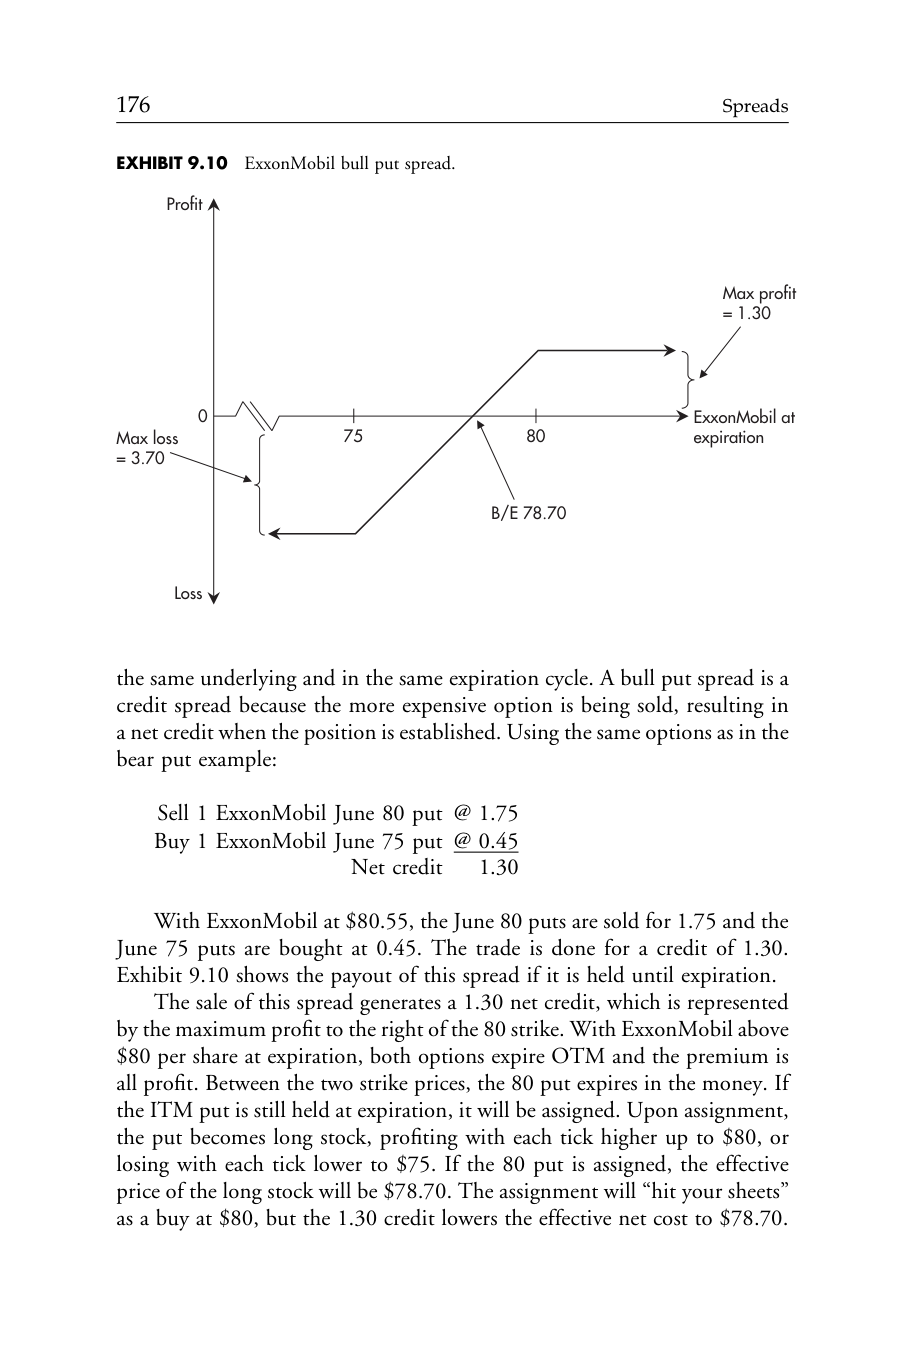 176 Spreads
EXHIBIT 9.10 ExxonMobil bull put spread.
Profit
Max profit
= 1.30
0
ExxonMobil at
expiration
75
80
Max loss
= 3.70
B/E 78.70
Loss
the same underlying and in the same expiration cycle. A bull put spread is a
credit spread because the more expensive option is being sold, resulting in
a net credit when the position is established. Using the same options as in the
bear put example:
Sell 1 ExxonMobil June 80 put @ 1.75
Buy 1 ExxonMobil June 75 put @ 0.45
Net credit 1.30
With ExxonMobil at $80.55, the June 80 puts are sold for 1.75 and the
June 75 puts are bought at 0.45. The trade is done for a credit of 1.30.
Exhibit 9.10 shows the payout of this spread if it is held until expiration.
The sale of this spread generates a 1.30 net credit, which is represented
by the maximum profit to the right of the 80 strike. With ExxonMobil above
$80 per share at expiration, both options expire OTM and the premium is
all profit. Between the two strike prices, the 80 put expires in the money. If
the ITM put is still held at expiration, it will be assigned. Upon assignment,
the put becomes long stock, profiting with each tick higher up to $80, or
losing with each tick lower to $75. If the 80 put is assigned, the effective
price of the long stock will be $78.70. The assignment will “hit your sheets”
as a buy at $80, but the 1.30 credit lowers the effective net cost to $78.70.